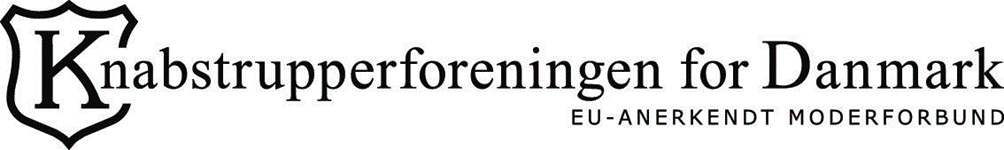 Knabstrupperforeningen for Danmark
EU-ANERKENDT MODERFORBUND